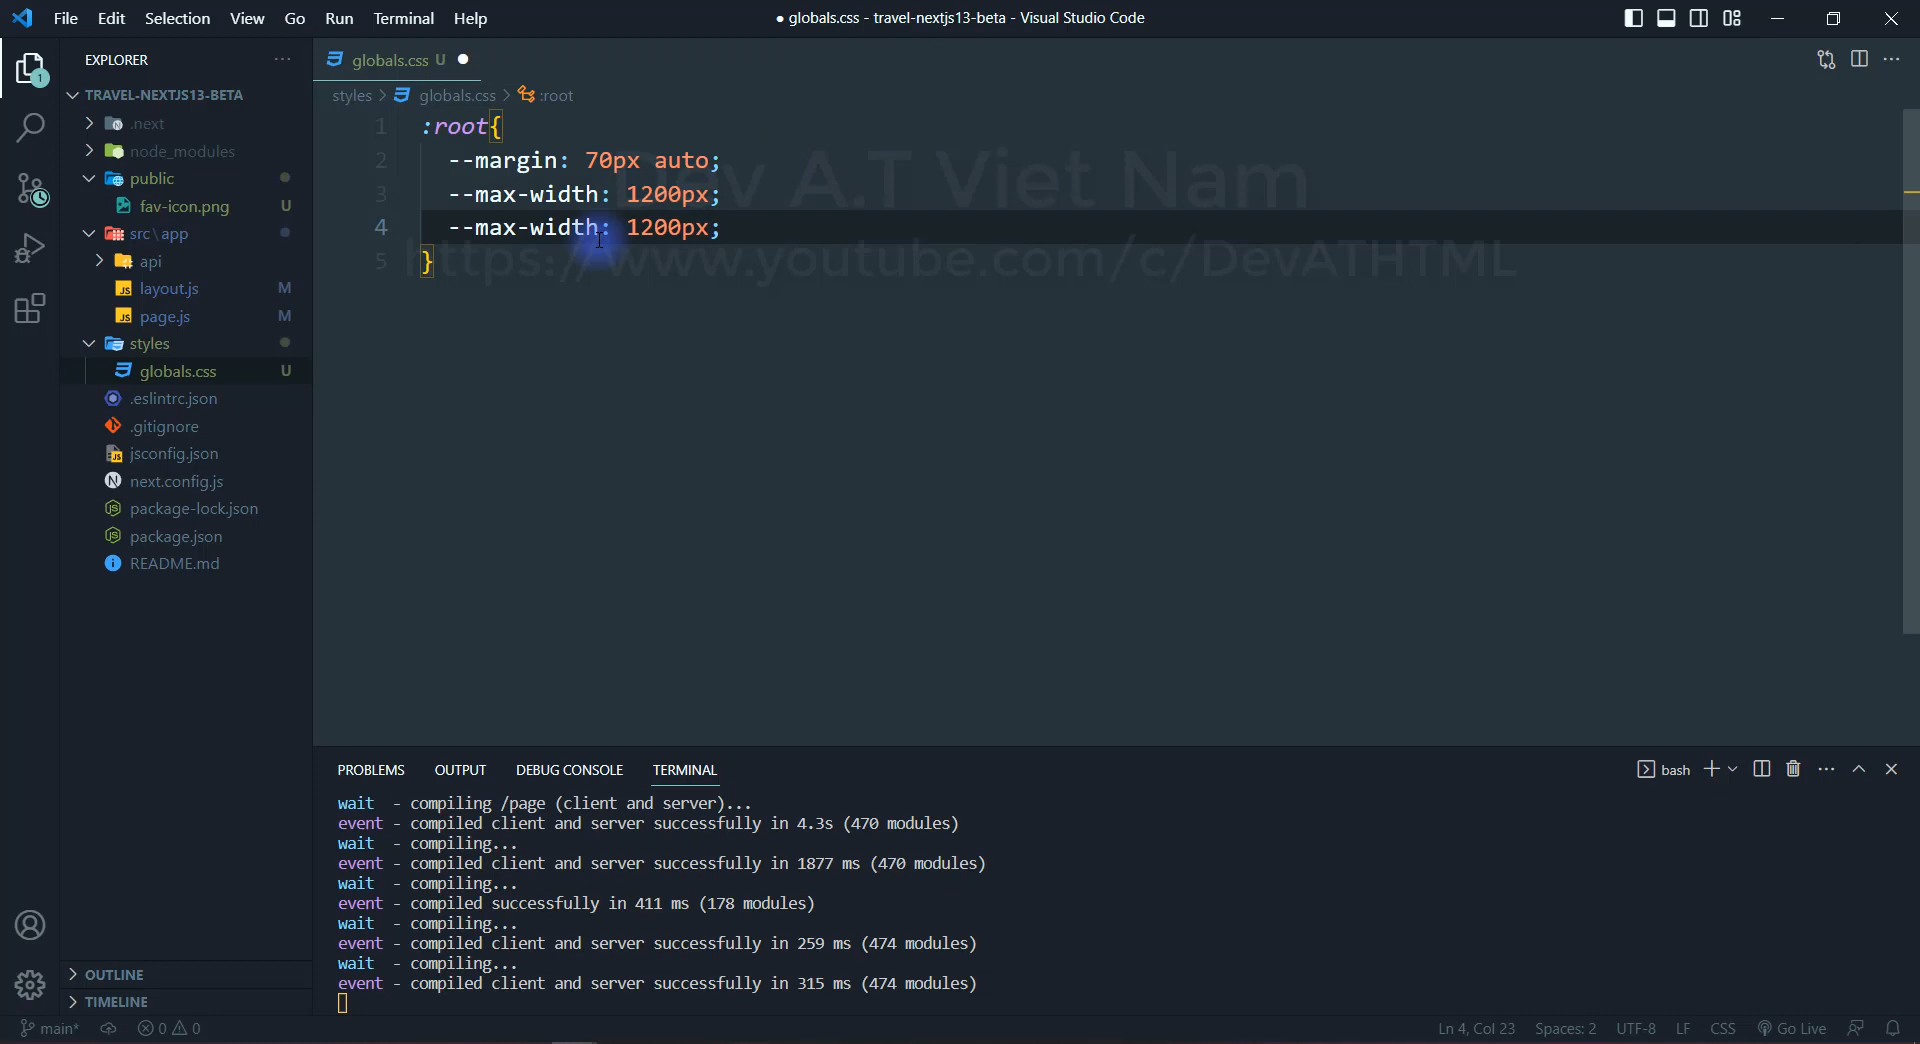 File Edit Selection View Go Run Terminal Help
● globals.css - travel-nextjs13-beta - Visual Studio Code
EXPLORER
TRAVEL-NEXTJS13-BETA
.next
node_modules
public
fav-icon.png U
src \ app
api
layout.js M
page.js M
styles
globals.css U
.eslintrc.json
.gitignore
jsconfig.json
next.config.js
package-lock.json
package.json
README.md
OUTLINE
TIMELINE
globals.css U
styles > globals.css > :root
1 :root{
2 --margin: 70px auto;
3 --max-width: 1200px;
4 --max-width: 1200px;
5 }
Dev A.T Viet Nam
https://www.youtube.com/c/DevATHTML
PROBLEMS OUTPUT DEBUG CONSOLE TERMINAL
bash
wait - compiling /page (client and server)...
event - compiled client and server successfully in 4.3s (470 modules)
wait - compiling...
event - compiled client and server successfully in 1877 ms (470 modules)
wait - compiling...
event - compiled successfully in 411 ms (178 modules)
wait - compiling...
event - compiled client and server successfully in 259 ms (474 modules)
wait - compiling...
event - compiled client and server successfully in 315 ms (474 modules)
main* 0 0
Ln 4, Col 23 Spaces: 2 UTF-8 LF CSS Go Live